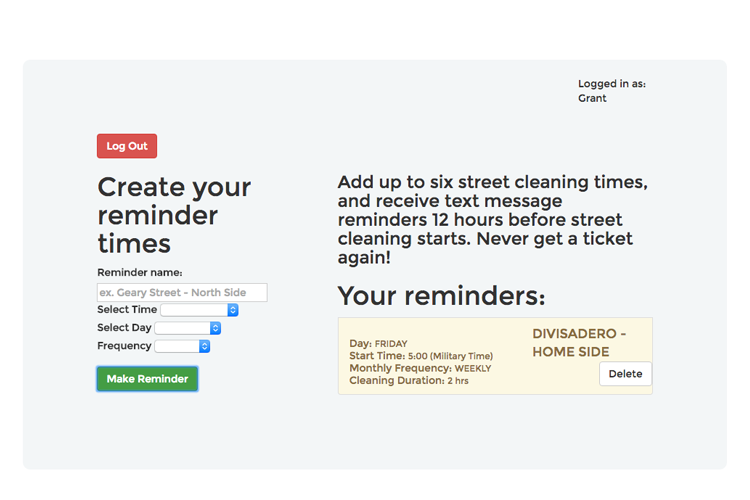 Logged in as:
Grant
Log Out
Create your
reminder
times
Reminder name:
ex. Geary Street - North Side
Select Time
Select Day
Frequency
Make Reminder
Add up to six street cleaning times,
and receive text message
reminders 12 hours before street
cleaning starts. Never get a ticket
again!
Your reminders:
DIVISADERO -
HOME SIDE
Day: FRIDAY
Start Time: 5:00 (Military Time)
Monthly Frequency: WEEKLY
Cleaning Duration: 2 hrs
Delete